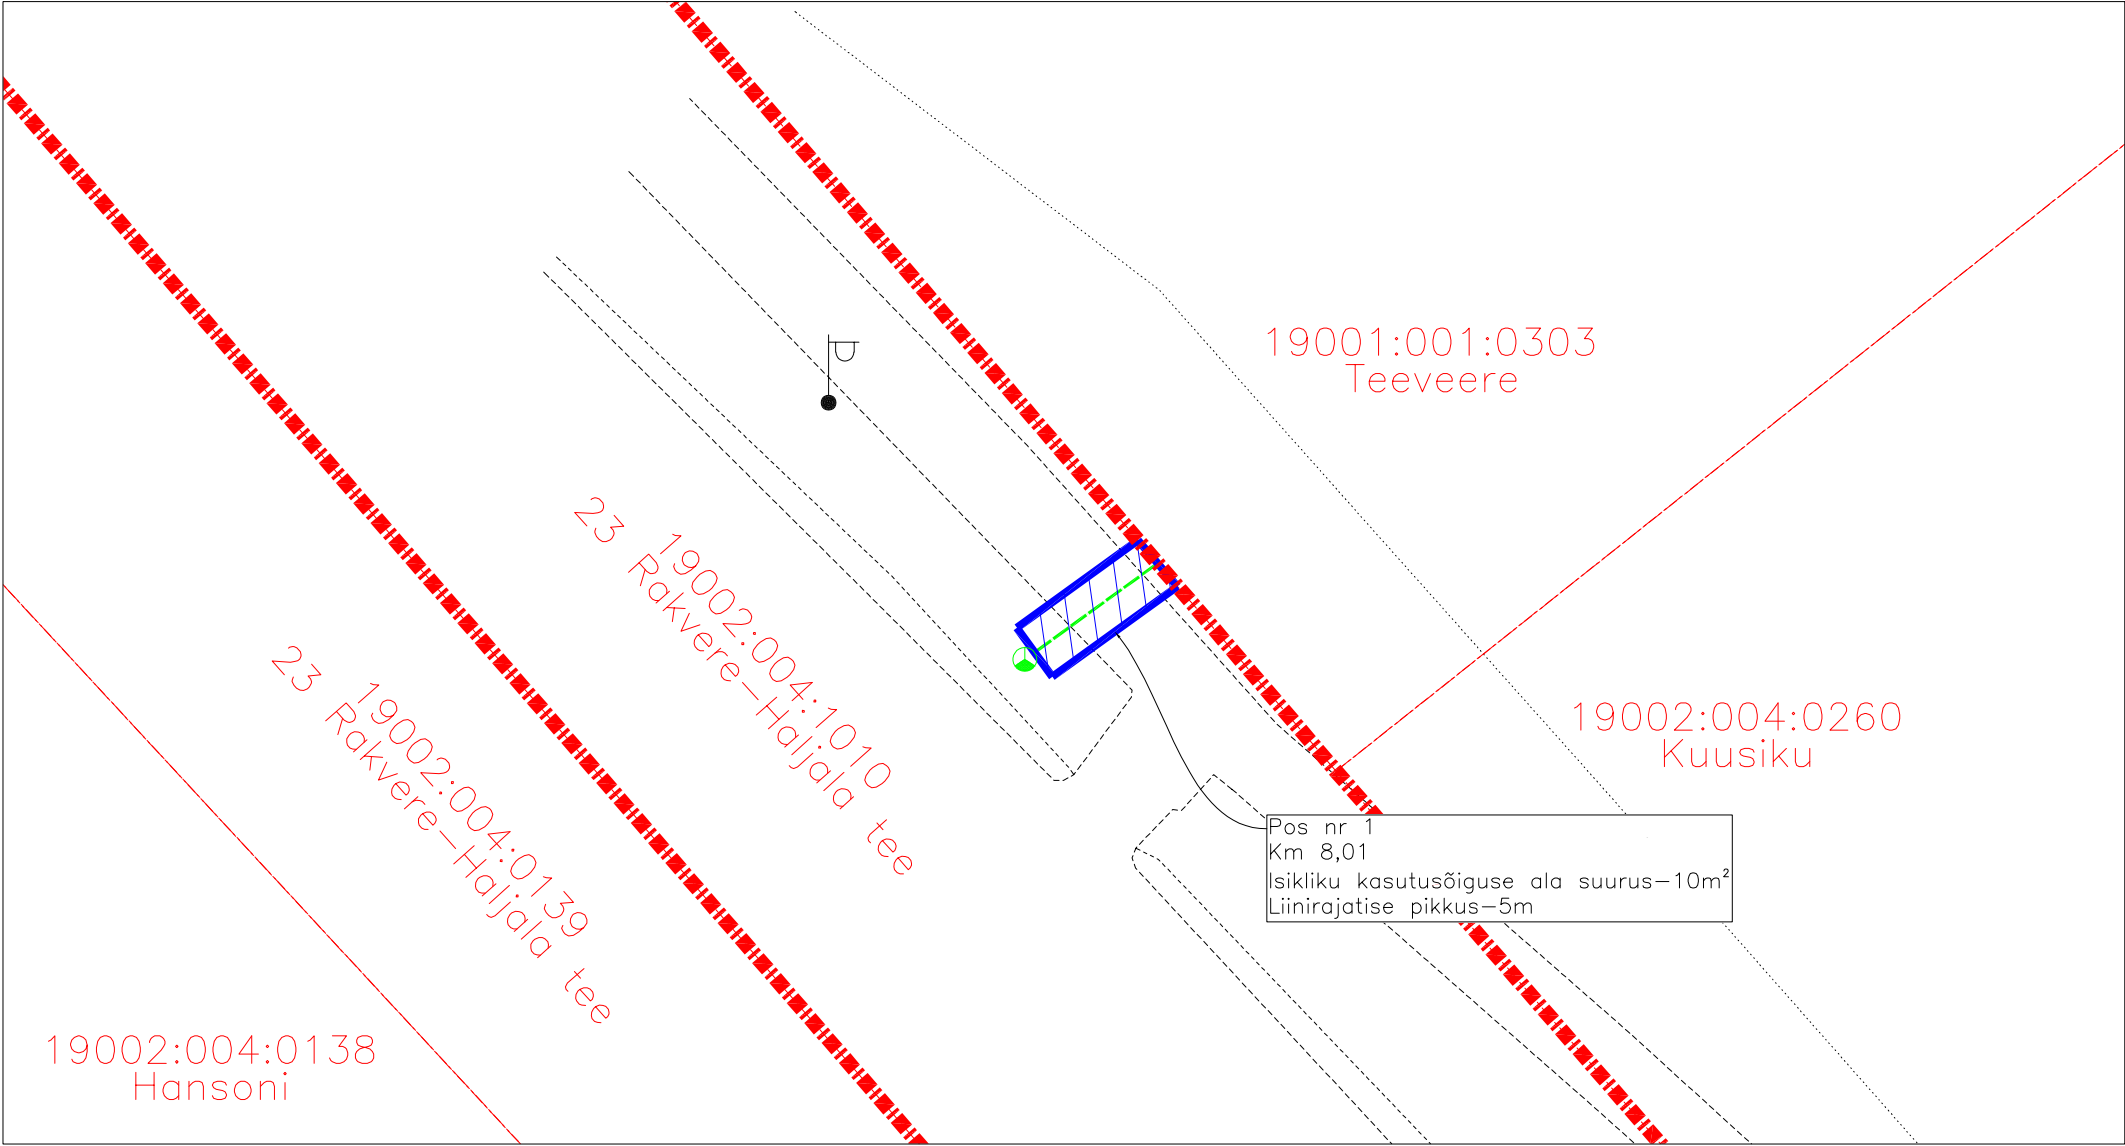 19001:001:0303
Teeveere
19002:004:1010
23 Rakvere-Haljala tee
19002:004:0139
23 Rakvere-Haljala tee
19002:004:0260
Kuusiku
Pos nr 1
Km 8,01
Isikliku kasutusõiguse ala suurus-10m²
Liinirajatise pikkus-5m
19002:004:0138
Hansoni